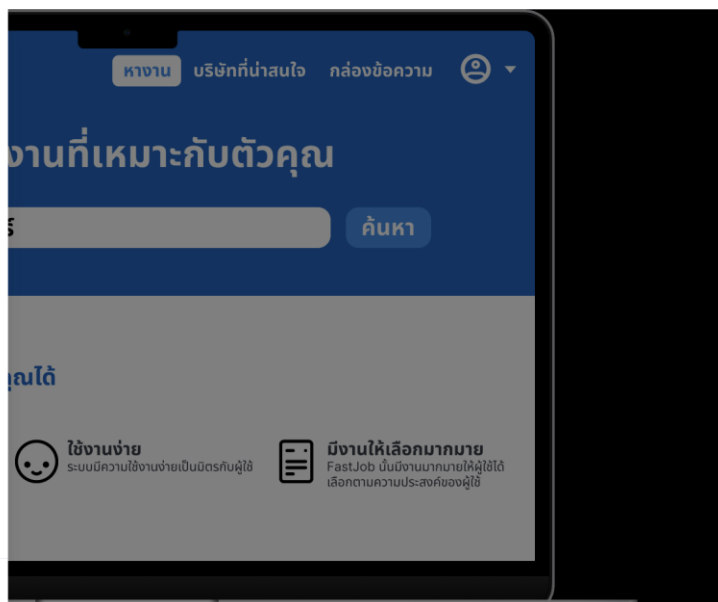 หางาน บริษัทที่น่าสนใจ กล่องข้อความ
งานที่เหมาะกับตัวคุณ
ร์ ค้นหา
คุณได้
ใช้งานง่าย
ระบบมีความใช้งานง่ายเป็นมิตรกับผู้ใช้
มีงานให้เลือกมากมาย
FastJob นั้นมีงานมากมายให้ผู้ใช้ได้
เลือกตามความประสงค์ของผู้ใช้